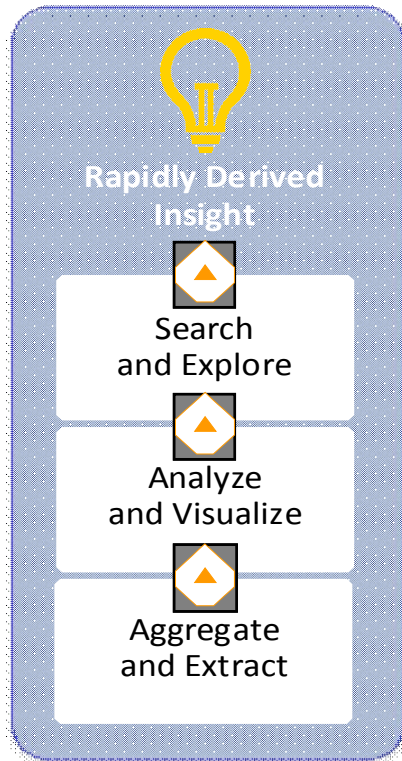 Rapidly Derived
Insight
Search
and Explore
Analyze
and Visualize
Aggregate
and Extract